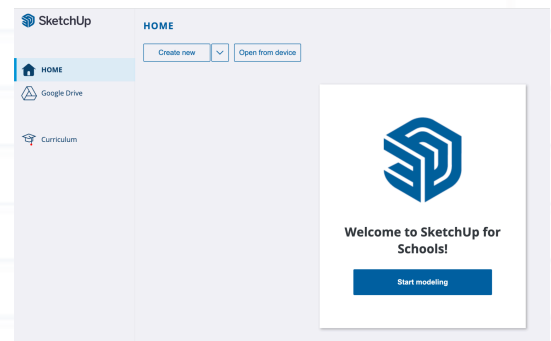 SketchUp
HOME
Create new
Open from device
HOME
Google Drive
Curriculum
Welcome to SketchUp for
Schools!
Start modeling